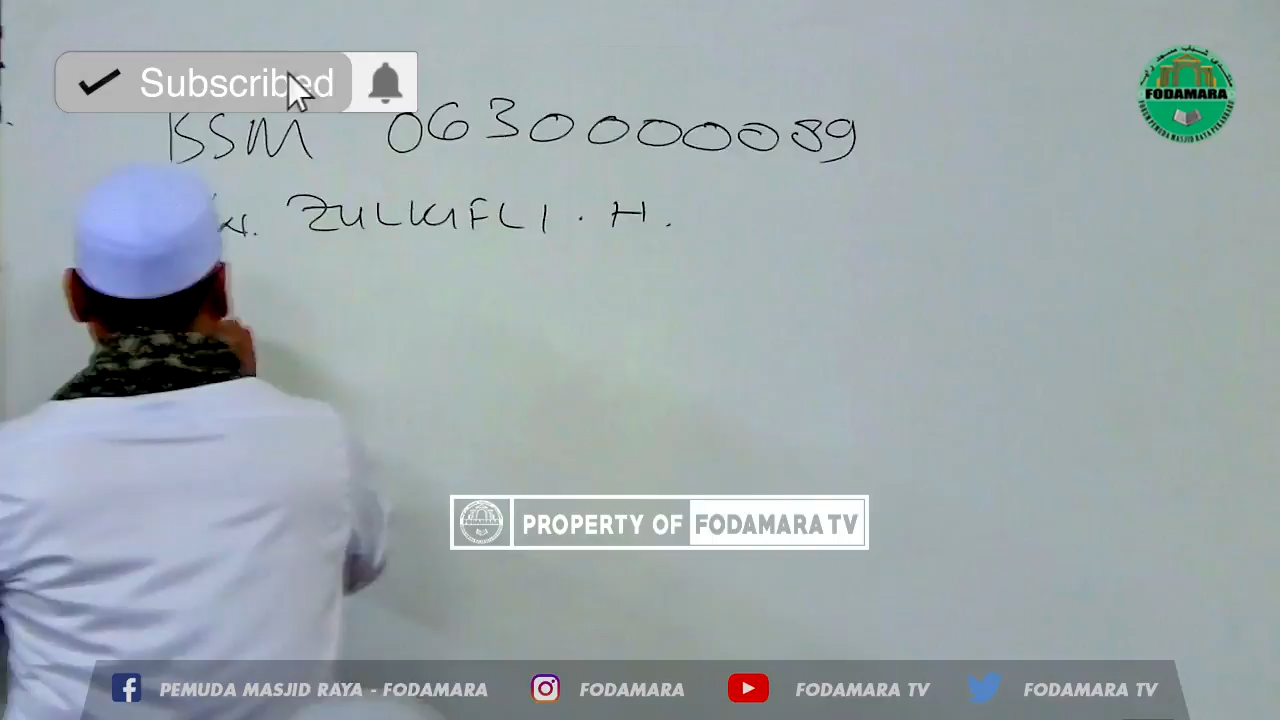 Subscribed
FODAMARA
BSM 0630000089
ZULKIFLI . H .
PROPERTY OF FODAMARA TV
PEMUDA MASJID RAYA - FODAMARA
FODAMARA
FODAMARA TV
FODAMARA TV